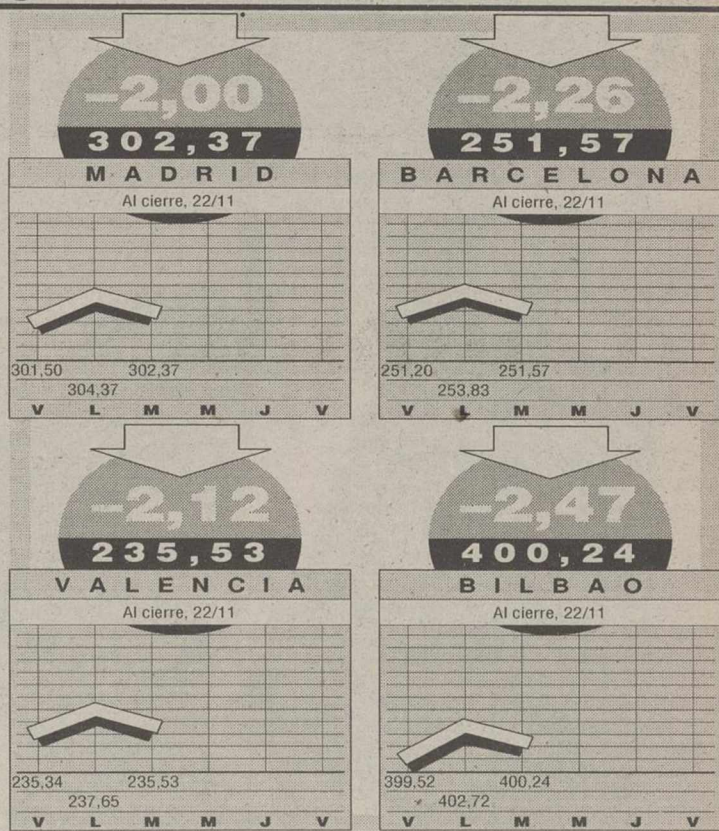 –2,00
302,37
MADRID
Al cierre, 22/11
301,50 302,37
304,37
V L M M J V
–2,26
251,57
BARCELONA
Al cierre, 22/11
251,20 251,57
253,83
V L M M J V
–2,12
235,53
VALENCIA
Al cierre, 22/11
235,34 235,53
237,65
V L M M J V
–2,47
400,24
BILBAO
Al cierre, 22/11
399,52 400,24
402,72
V L M M J V